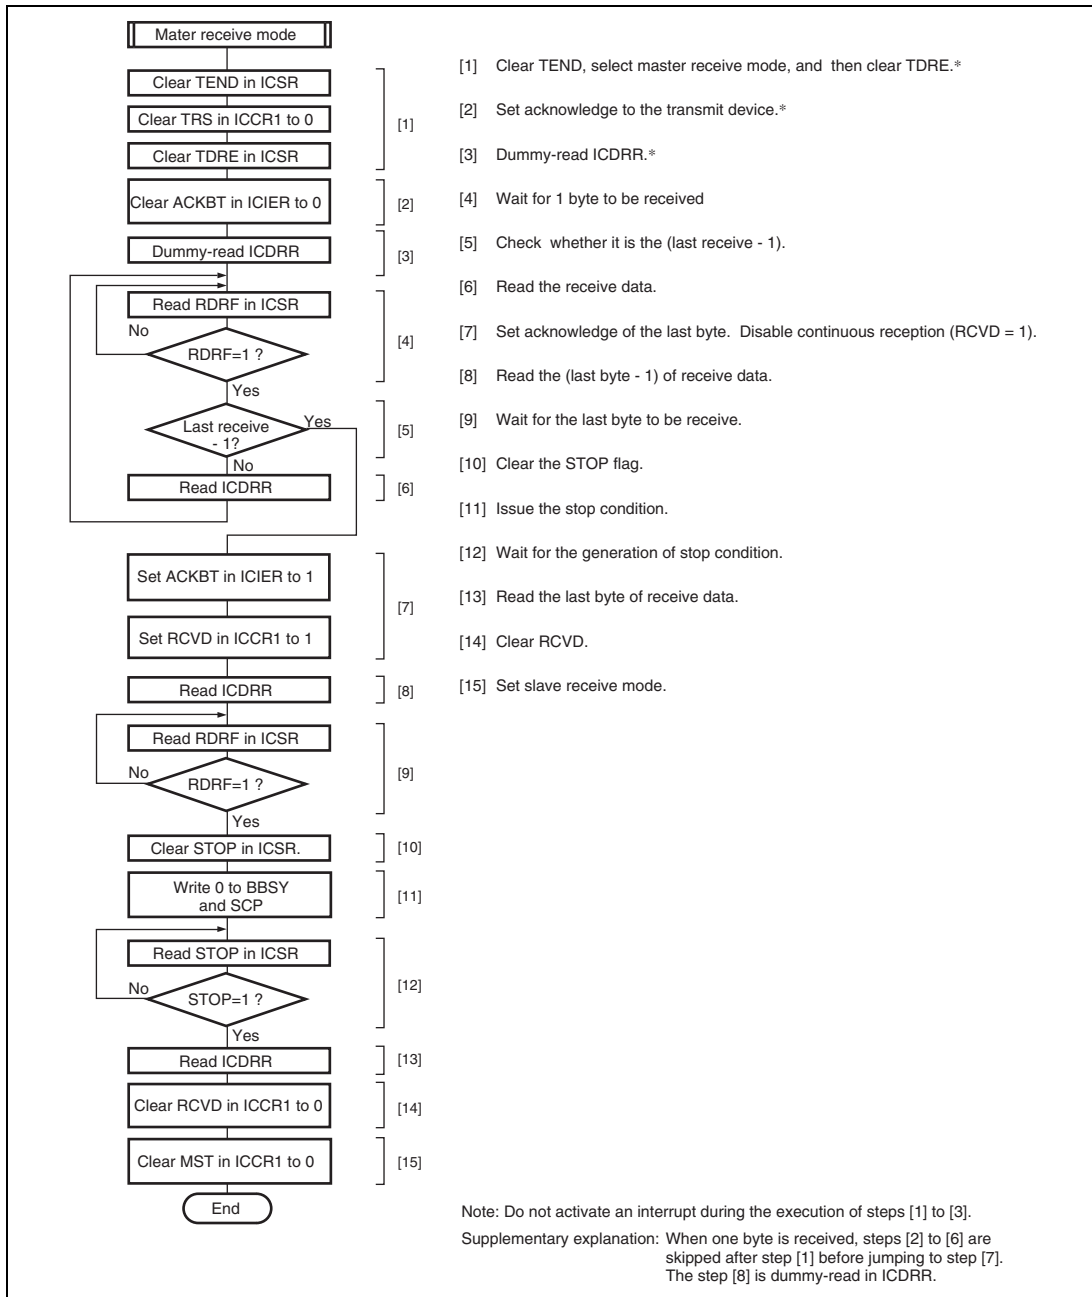 Mater receive mode
Clear TEND in ICSR
Clear TRS in ICCR1 to 0
Clear TDRE in ICSR
[1]
Clear ACKBT in ICIER to 0
[2]
Dummy-read ICDRR
[3]
Read RDRF in ICSR
No
RDRF=1 ?
[4]
Yes
Last receive
- 1?
Yes
[5]
No
Read ICDRR
[6]
Set ACKBT in ICIER to 1
[7]
Set RCVD in ICCR1 to 1
Read ICDRR
[8]
Read RDRF in ICSR
No
RDRF=1 ?
[9]
Yes
Clear STOP in ICSR.
[10]
Write 0 to BBSY
and SCP
[11]
Read STOP in ICSR
No
STOP=1 ?
[12]
Yes
Read ICDRR
[13]
Clear RCVD in ICCR1 to 0
[14]
Clear MST in ICCR1 to 0
[15]
End
[1] Clear TEND, select master receive mode, and then clear TDRE.*
[2] Set acknowledge to the transmit device.*
[3] Dummy-read ICDRR.*
[4] Wait for 1 byte to be received
[5] Check whether it is the (last receive - 1).
[6] Read the receive data.
[7] Set acknowledge of the last byte. Disable continuous reception (RCVD = 1).
[8] Read the (last byte - 1) of receive data.
[9] Wait for the last byte to be receive.
[10] Clear the STOP flag.
[11] Issue the stop condition.
[12] Wait for the generation of stop condition.
[13] Read the last byte of receive data.
[14] Clear RCVD.
[15] Set slave receive mode.
Note: Do not activate an interrupt during the execution of steps [1] to [3].
Supplementary explanation: When one byte is received, steps [2] to [6] are
skipped after step [1] before jumping to step [7].
The step [8] is dummy-read in ICDRR.